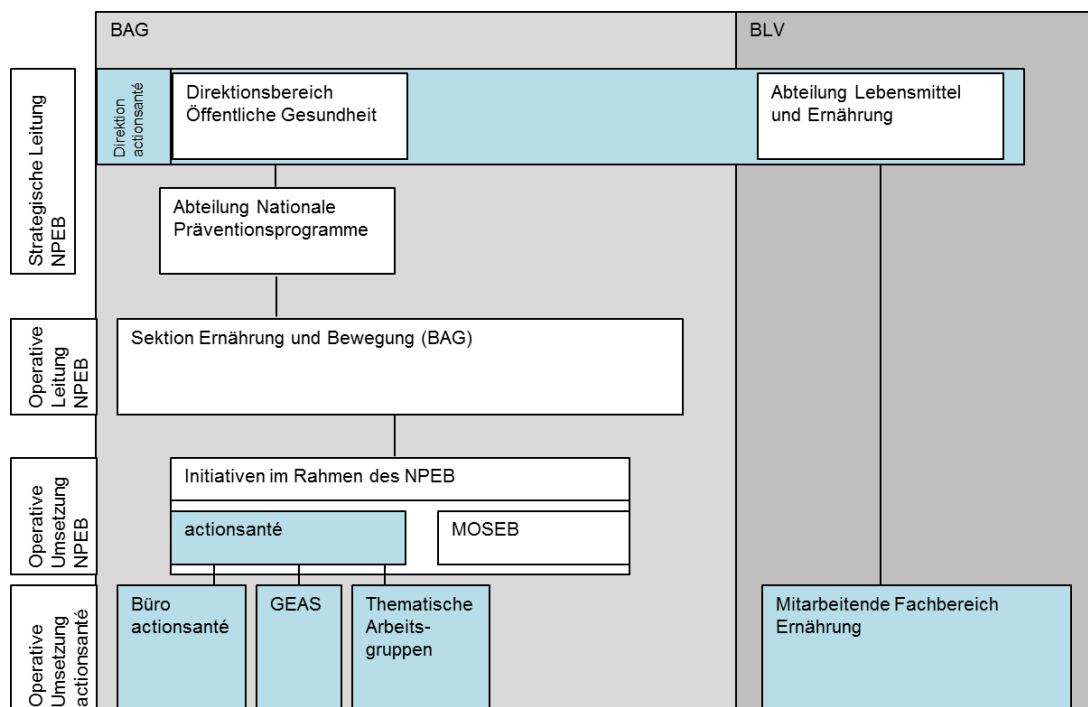 BAG
BLV
Strategische Leitung
NPEB
Direktion
actionsanté
Direktionsbereich
Öffentliche Gesundheit
Abteilung Lebensmittel
und Ernährung
Abteilung Nationale
Präventionsprogramme
Operative
Leitung
NPEB
Sektion Ernährung und Bewegung (BAG)
Operative
Umsetzung
NPEB
Initiativen im Rahmen des NPEB
actionsanté
MOSEB
Operative
Umsetzung
actionsanté
Büro
actionsanté
GEAS
Thematische
Arbeits-
gruppen
Mitarbeitende Fachbereich
Ernährung